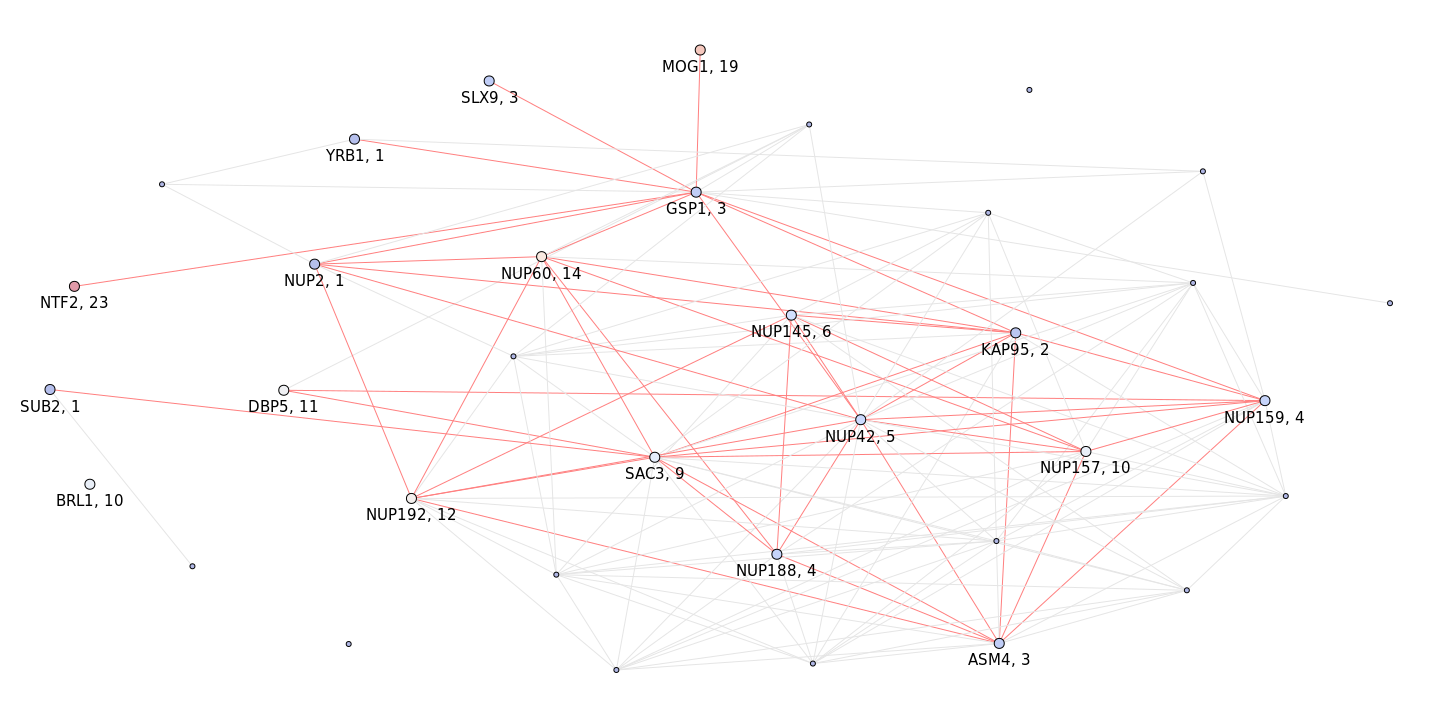 MOG1, 19
SLX9, 3
YRB1, 1
GSP1, 3
NUP60, 14
NUP2, 1
NTF2, 23
NUP145, 6
KAP95, 2
SUB2, 1
DBP5, 11
NUP159, 4
NUP42, 5
NUP157, 10
SAC3, 9
BRL1, 10
NUP192, 12
NUP188, 4
ASM4, 3